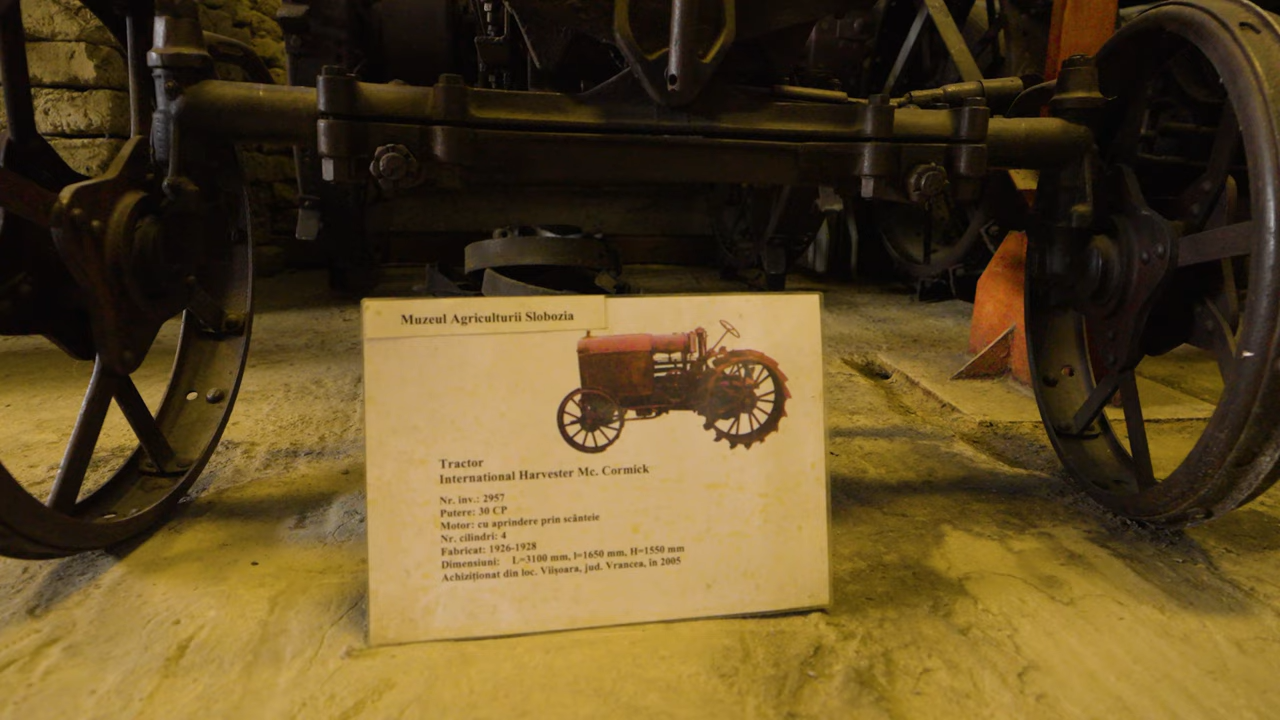 Muzeul Agriculturii Slobozia
Tractor
International Harvester Mc. Cormick
Nr. inv.: 2957
Putere: 30 CP
Motor: cu aprindere prin scânteie
Nr. cilindri: 4
Fabricat: 1926-1928
Dimensiuni: L=3100 mm, l=1650 mm, H=1550 mm
Achiziționat din loc. Viișoara, jud. Vrancea, în 2005